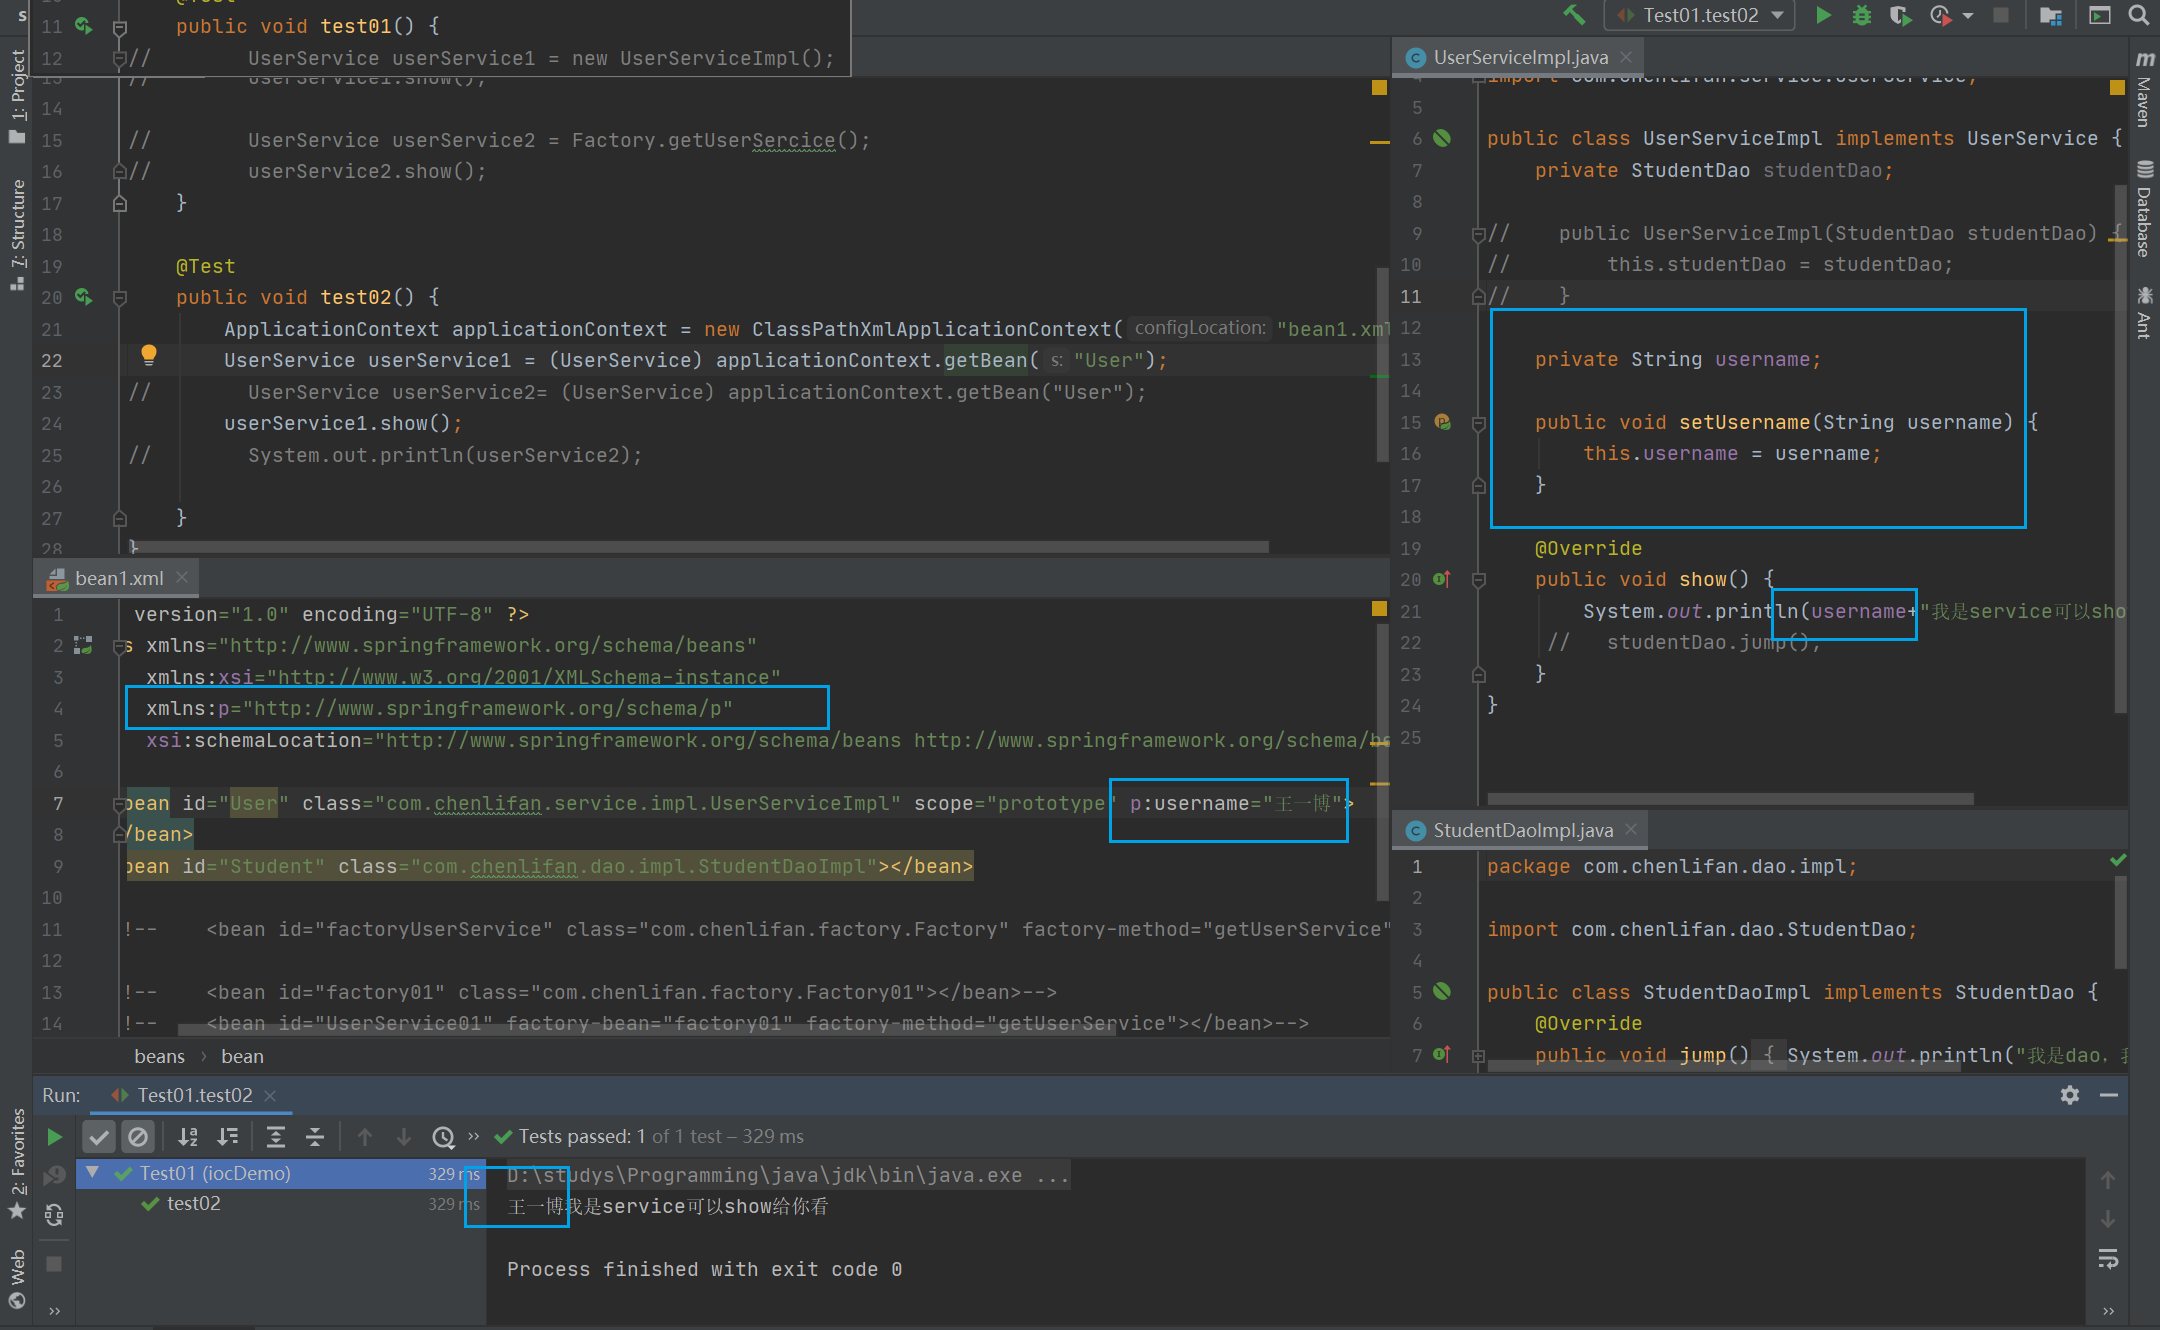 Test01.test02
1: Project
7: Structure
2: Favorites
Web
11 public void test01() {
12 // UserService userService1 = new UserServiceImpl();
13 // userService1.show();
14
15 // UserService userService2 = Factory.getUserSercice();
16 // userService2.show();
17 }
18
19 @Test
20 public void test02() {
21 ApplicationContext applicationContext = new ClassPathXmlApplicationContext( configLocation: "bean1.xml
22 UserService userService1 = (UserService) applicationContext.getBean( s: "User");
23 // UserService userService2= (UserService) applicationContext.getBean("User");
24 userService1.show();
25 // System.out.println(userService2);
26
27 }
28 }
bean1.xml
1 version="1.0" encoding="UTF-8" ?>
2 s xmlns="http://www.springframework.org/schema/beans"
3 xmlns:xsi="http://www.w3.org/2001/XMLSchema-instance"
4 xmlns:p="http://www.springframework.org/schema/p"
5 xsi:schemaLocation="http://www.springframework.org/schema/beans http://www.springframework.org/schema/be
6
7 bean id="User" class="com.chenlifan.service.impl.UserServiceImpl" scope="prototype" p:username="王一博">
8 /bean>
9 bean id="Student" class="com.chenlifan.dao.impl.StudentDaoImpl"></bean>
10
11 !-- <bean id="factoryUserService" class="com.chenlifan.factory.Factory" factory-method="getUserService"
12
13 !-- <bean id="factory01" class="com.chenlifan.factory.Factory01"></bean>-->
14 !-- <bean id="UserService01" factory-bean="factory01" factory-method="getUserService"></bean>-->
beans › bean
UserServiceImpl.java
4 import com.chenlifan.service.UserService;
5
6 public class UserServiceImpl implements UserService {
7 private StudentDao studentDao;
8
9 // public UserServiceImpl(StudentDao studentDao) {
10 // this.studentDao = studentDao;
11 // }
12
13 private String username;
14
15 public void setUsername(String username) {
16 this.username = username;
17 }
18
19 @Override
20 public void show() {
21 System.out.println(username+"我是service可以sho
22 // studentDao.jump();
23 }
24 }
25
StudentDaoImpl.java
1 package com.chenlifan.dao.impl;
2
3 import com.chenlifan.dao.StudentDao;
4
5 public class StudentDaoImpl implements StudentDao {
6 @Override
7 public void jump() { System.out.println("我是dao，我
Maven
Database
Ant
Run: Test01.test02
Tests passed: 1 of 1 test – 329 ms
Test01 (iocDemo) 329 ms
test02 329 ms
D:\studys\Programming\java\jdk\bin\java.exe ...
王一博我是service可以show给你看
Process finished with exit code 0